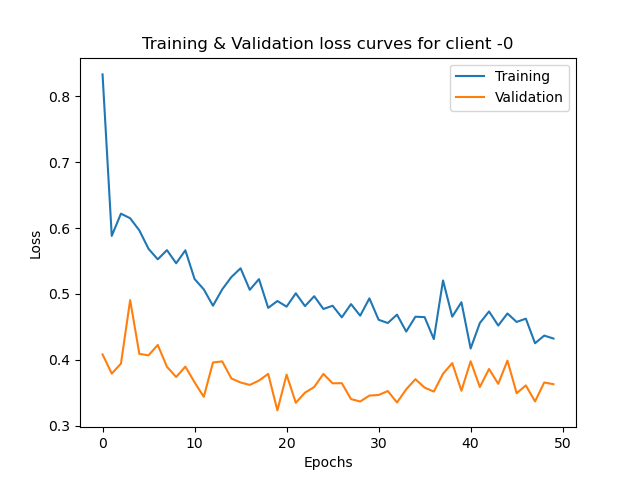 Training & Validation loss curves for client -0
Training
Validation
Loss
0.8
0.7
0.6
0.5
0.4
0.3
0 10 20 30 40 50
Epochs